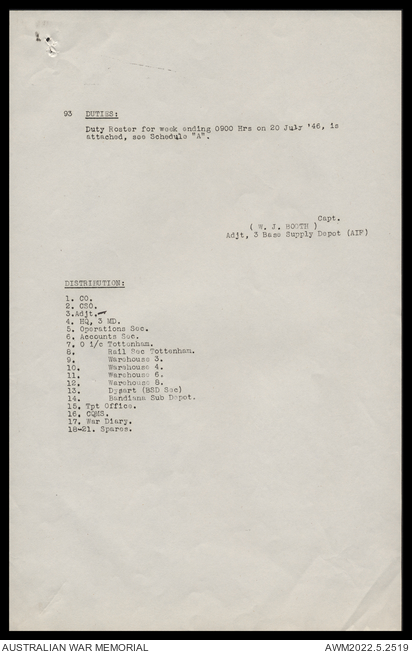 93 DUTIES:
Duty Roster for week ending 0900 Hrs on 20 July '46, is
attached, see Schedule "A".
Capt.
( W. J. BOOTH )
Adjt, 3 Base Supply Depot (AIF)
DISTRIBUTION:
1. CO.
2. CSO.
3.Adjt.
4. HQ, 3 MD.
5. Operations Sec.
6. Accounts Sec.
7. O i/c Tottenham.
8. Rail Sec Tottenham.
9. Warehouse 3.
10. Warehouse 4.
11. Warehouse 6.
12. Warehouse 8.
13. Dysart (BSD Sec)
14. Bandiana Sub Depot.
15. Tpt Office.
16. CQMS.
17. War Diary.
18-21. Spares.
AUSTRALIAN WAR MEMORIAL AWM2022.5.2519